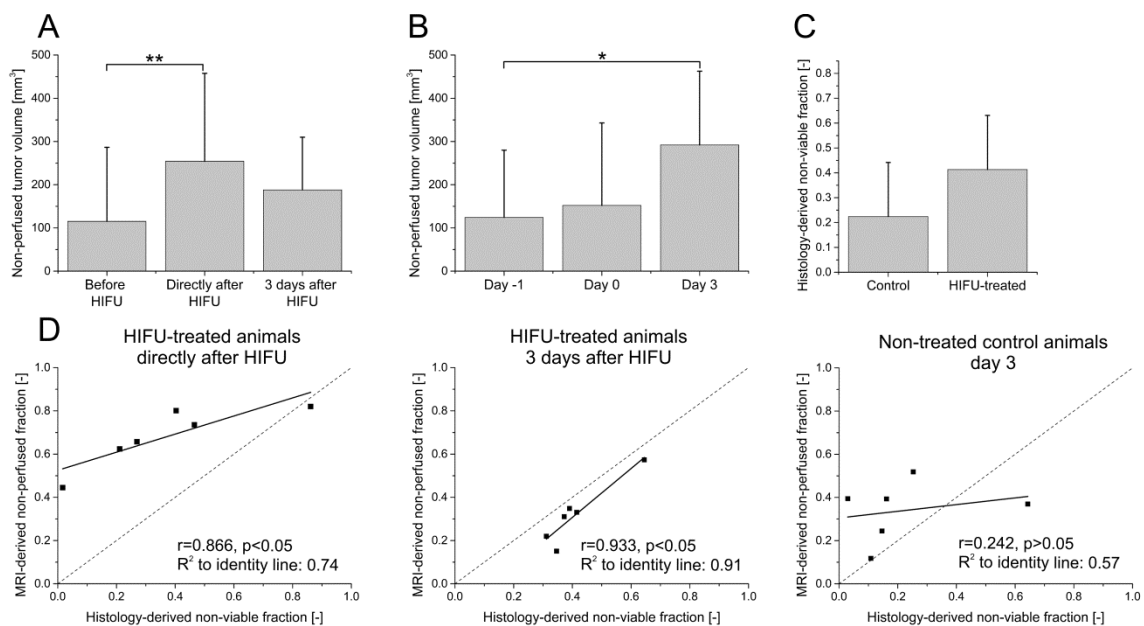 A
Non-perfused tumor volume [mm³]
500
400
300
200
100
0
**
Before
HIFU
Directly after
HIFU
3 days after
HIFU
B
Non-perfused tumor volume [mm³]
500
400
300
200
100
0
*
Day -1
Day 0
Day 3
C
Histology-derived non-viable fraction [-]
0.8
0.7
0.6
0.5
0.4
0.3
0.2
0.1
0.0
Control
HIFU-treated
D
HIFU-treated animals
directly after HIFU
MRI-derived non-perfused fraction [-]
1.0
0.8
0.6
0.4
0.2
0.0
r=0.866, p<0.05
R² to identity line: 0.74
0.0 0.2 0.4 0.6 0.8 1.0
Histology-derived non-viable fraction [-]
HIFU-treated animals
3 days after HIFU
MRI-derived non-perfused fraction [-]
1.0
0.8
0.6
0.4
0.2
0.0
r=0.933, p<0.05
R² to identity line: 0.91
0.0 0.2 0.4 0.6 0.8 1.0
Histology-derived non-viable fraction [-]
Non-treated control animals
day 3
MRI-derived non-perfused fraction [-]
1.0
0.8
0.6
0.4
0.2
0.0
r=0.242, p>0.05
R² to identity line: 0.57
0.0 0.2 0.4 0.6 0.8 1.0
Histology-derived non-viable fraction [-]